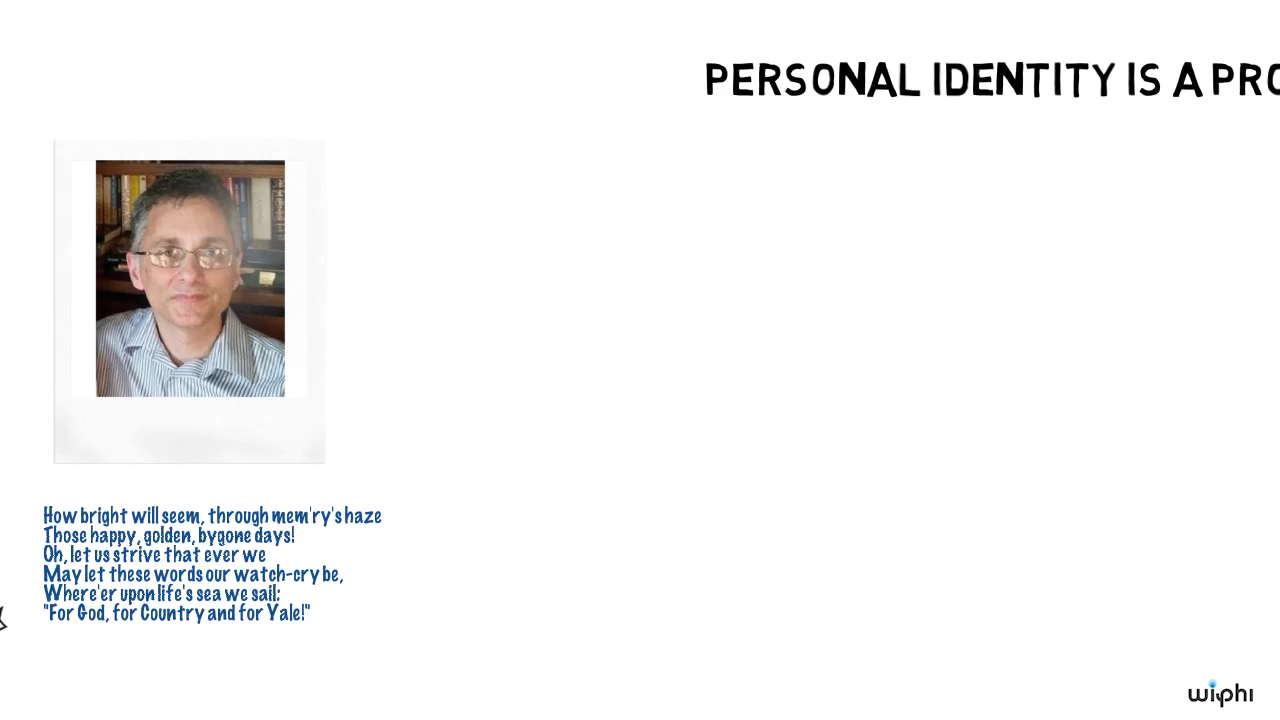 PERSONAL IDENTITY IS A PRO
How bright will seem, through mem'ry's haze
Those happy, golden, bygone days!
Oh, let us strive that ever we
May let these words our watch-cry be,
Where'er upon life's sea we sail:
"For God, for Country and for Yale!"
wiphi